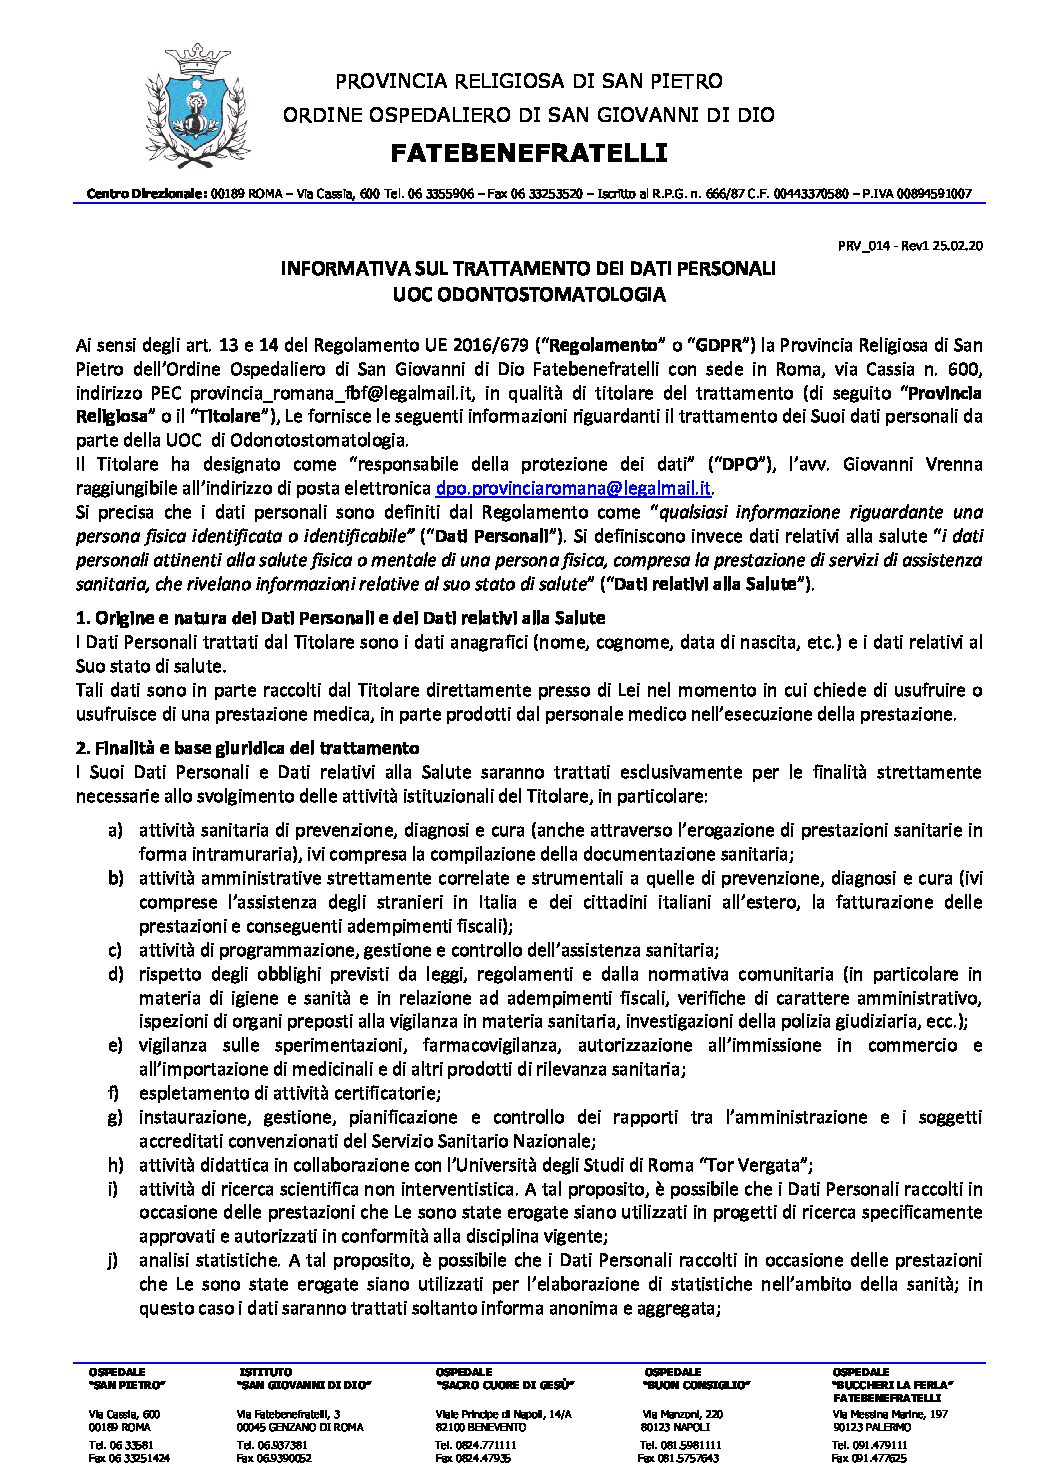 PROVINCIA RELIGIOSA DI SAN PIETRO
ORDINE OSPEDALIERO DI SAN GIOVANNI DI DIO
FATEBENEFRATELLI
Centro Direzionale: 00189 ROMA – Via Cassia, 600 Tel. 06 3355906 – Fax 06 33253520 – Iscritto al R.P.G. n. 666/87 C.F. 00443370580 – P.IVA 00894591007
PRV_014 - Rev1 25.02.20
INFORMATIVA SUL TRATTAMENTO DEI DATI PERSONALI
UOC ODONTOSTOMATOLOGIA
Ai sensi degli art. 13 e 14 del Regolamento UE 2016/679 (“Regolamento” o “GDPR”) la Provincia Religiosa di San
Pietro dell’Ordine Ospedaliero di San Giovanni di Dio Fatebenefratelli con sede in Roma, via Cassia n. 600,
indirizzo PEC provincia_romana_fbf@legalmail.it, in qualità di titolare del trattamento (di seguito “Provincia
Religiosa” o il “Titolare”), Le fornisce le seguenti informazioni riguardanti il trattamento dei Suoi dati personali da
parte della UOC di Odonotostomatologia.
Il Titolare ha designato come “responsabile della protezione dei dati” (“DPO”), l’avv. Giovanni Vrenna
raggiungibile all’indirizzo di posta elettronica dpo.provinciaromana@legalmail.it.
Si precisa che i dati personali sono definiti dal Regolamento come “qualsiasi informazione riguardante una
persona fisica identificata o identificabile” (“Dati Personali”). Si definiscono invece dati relativi alla salute “i dati
personali attinenti alla salute fisica o mentale di una persona fisica, compresa la prestazione di servizi di assistenza
sanitaria, che rivelano informazioni relative al suo stato di salute” (“Dati relativi alla Salute”).
1. Origine e natura dei Dati Personali e dei Dati relativi alla Salute
I Dati Personali trattati dal Titolare sono i dati anagrafici (nome, cognome, data di nascita, etc.) e i dati relativi al
Suo stato di salute.
Tali dati sono in parte raccolti dal Titolare direttamente presso di Lei nel momento in cui chiede di usufruire o
usufruisce di una prestazione medica, in parte prodotti dal personale medico nell’esecuzione della prestazione.
2. Finalità e base giuridica del trattamento
I Suoi Dati Personali e Dati relativi alla Salute saranno trattati esclusivamente per le finalità strettamente
necessarie allo svolgimento delle attività istituzionali del Titolare, in particolare:
a) attività sanitaria di prevenzione, diagnosi e cura (anche attraverso l’erogazione di prestazioni sanitarie in
forma intramuraria), ivi compresa la compilazione della documentazione sanitaria;
b) attività amministrative strettamente correlate e strumentali a quelle di prevenzione, diagnosi e cura (ivi
comprese l’assistenza degli stranieri in Italia e dei cittadini italiani all’estero, la fatturazione delle
prestazioni e conseguenti adempimenti fiscali);
c) attività di programmazione, gestione e controllo dell’assistenza sanitaria;
d) rispetto degli obblighi previsti da leggi, regolamenti e dalla normativa comunitaria (in particolare in
materia di igiene e sanità e in relazione ad adempimenti fiscali, verifiche di carattere amministrativo,
ispezioni di organi preposti alla vigilanza in materia sanitaria, investigazioni della polizia giudiziaria, ecc.);
e) vigilanza sulle sperimentazioni, farmacovigilanza, autorizzazione all’immissione in commercio e
all’importazione di medicinali e di altri prodotti di rilevanza sanitaria;
f) espletamento di attività certificatorie;
g) instaurazione, gestione, pianificazione e controllo dei rapporti tra l’amministrazione e i soggetti
accreditati convenzionati del Servizio Sanitario Nazionale;
h) attività didattica in collaborazione con l’Università degli Studi di Roma “Tor Vergata”;
i) attività di ricerca scientifica non interventistica. A tal proposito, è possibile che i Dati Personali raccolti in
occasione delle prestazioni che Le sono state erogate siano utilizzati in progetti di ricerca specificamente
approvati e autorizzati in conformità alla disciplina vigente;
j) analisi statistiche. A tal proposito, è possibile che i Dati Personali raccolti in occasione delle prestazioni
che Le sono state erogate siano utilizzati per l’elaborazione di statistiche nell’ambito della sanità; in
questo caso i dati saranno trattati soltanto informa anonima e aggregata;
OSPEDALE ISTITUTO OSPEDALE OSPEDALE OSPEDALE
“SAN PIETRO” “SAN GIOVANNI DI DIO” “SACRO CUORE DI GESÙ” “BUON CONSIGLIO” “BUCCHERI LA FERLA”
FATEBENEFRATELLI
Via Cassia, 600 Via Fatebenefratelli, 3 Viale Principe di Napoli, 14/A Via Manzoni, 220 Via Messina Marine, 197
00189 ROMA 00045 GENZANO DI ROMA 82100 BENEVENTO 80123 NAPOLI 90123 PALERMO
Tel. 06 33581 Tel. 06.937381 Tel. 0824.771111 Tel. 081.5981111 Tel. 091.479111
Fax 06 33251424 Fax 06.9390052 Fax 0824.47935 Fax 081.5757643 Fax 091.477625